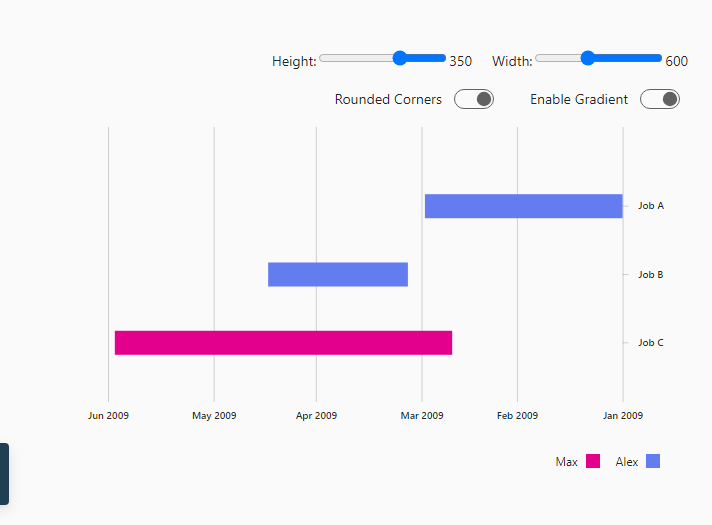 Height: 350 Width: 600
Rounded Corners Enable Gradient
Job A
Job B
Job C
Jun 2009 May 2009 Apr 2009 Mar 2009 Feb 2009 Jan 2009
Max Alex